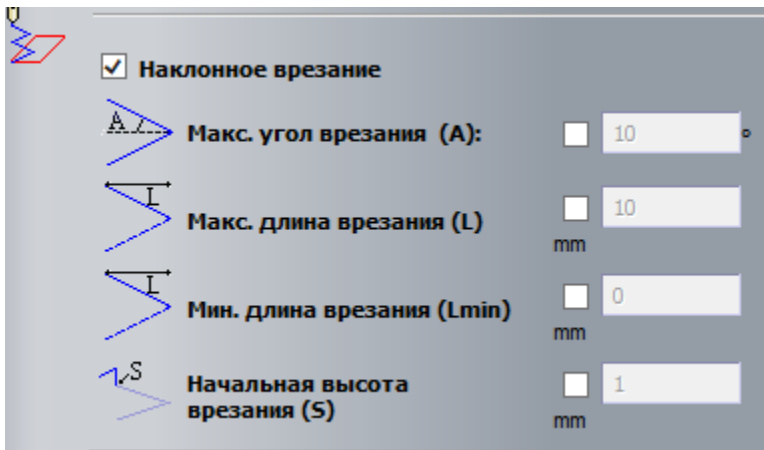 Наклонное врезание
A Макс. угол врезания (A): 10 °
L Макс. длина врезания (L) 10
mm
L Мин. длина врезания (Lmin) 0
mm
S Начальная высота 1
врезания (S)
mm